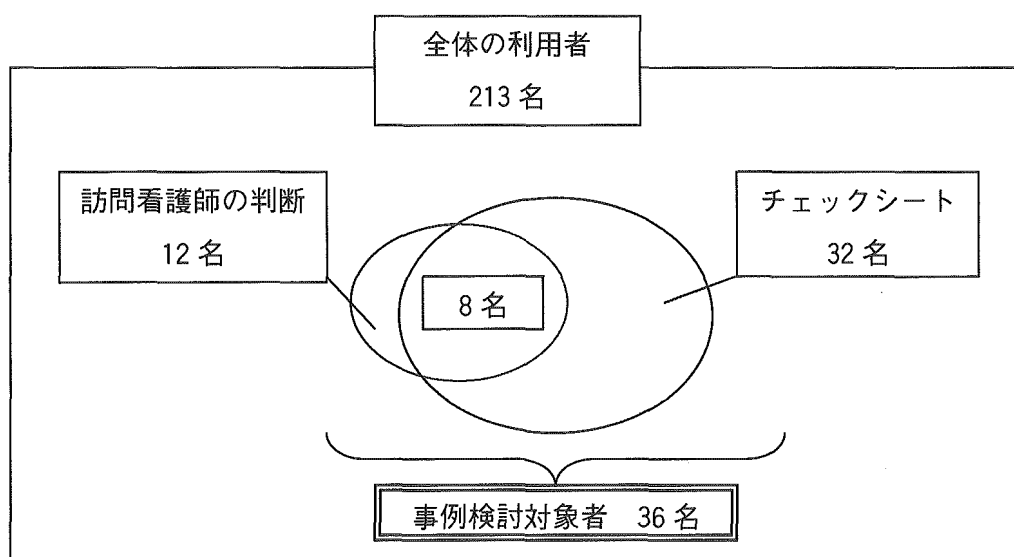 全体の利用者
213 名
訪問看護師の判断
12 名
チェックシート
32 名
8 名
事例検討対象者 36 名